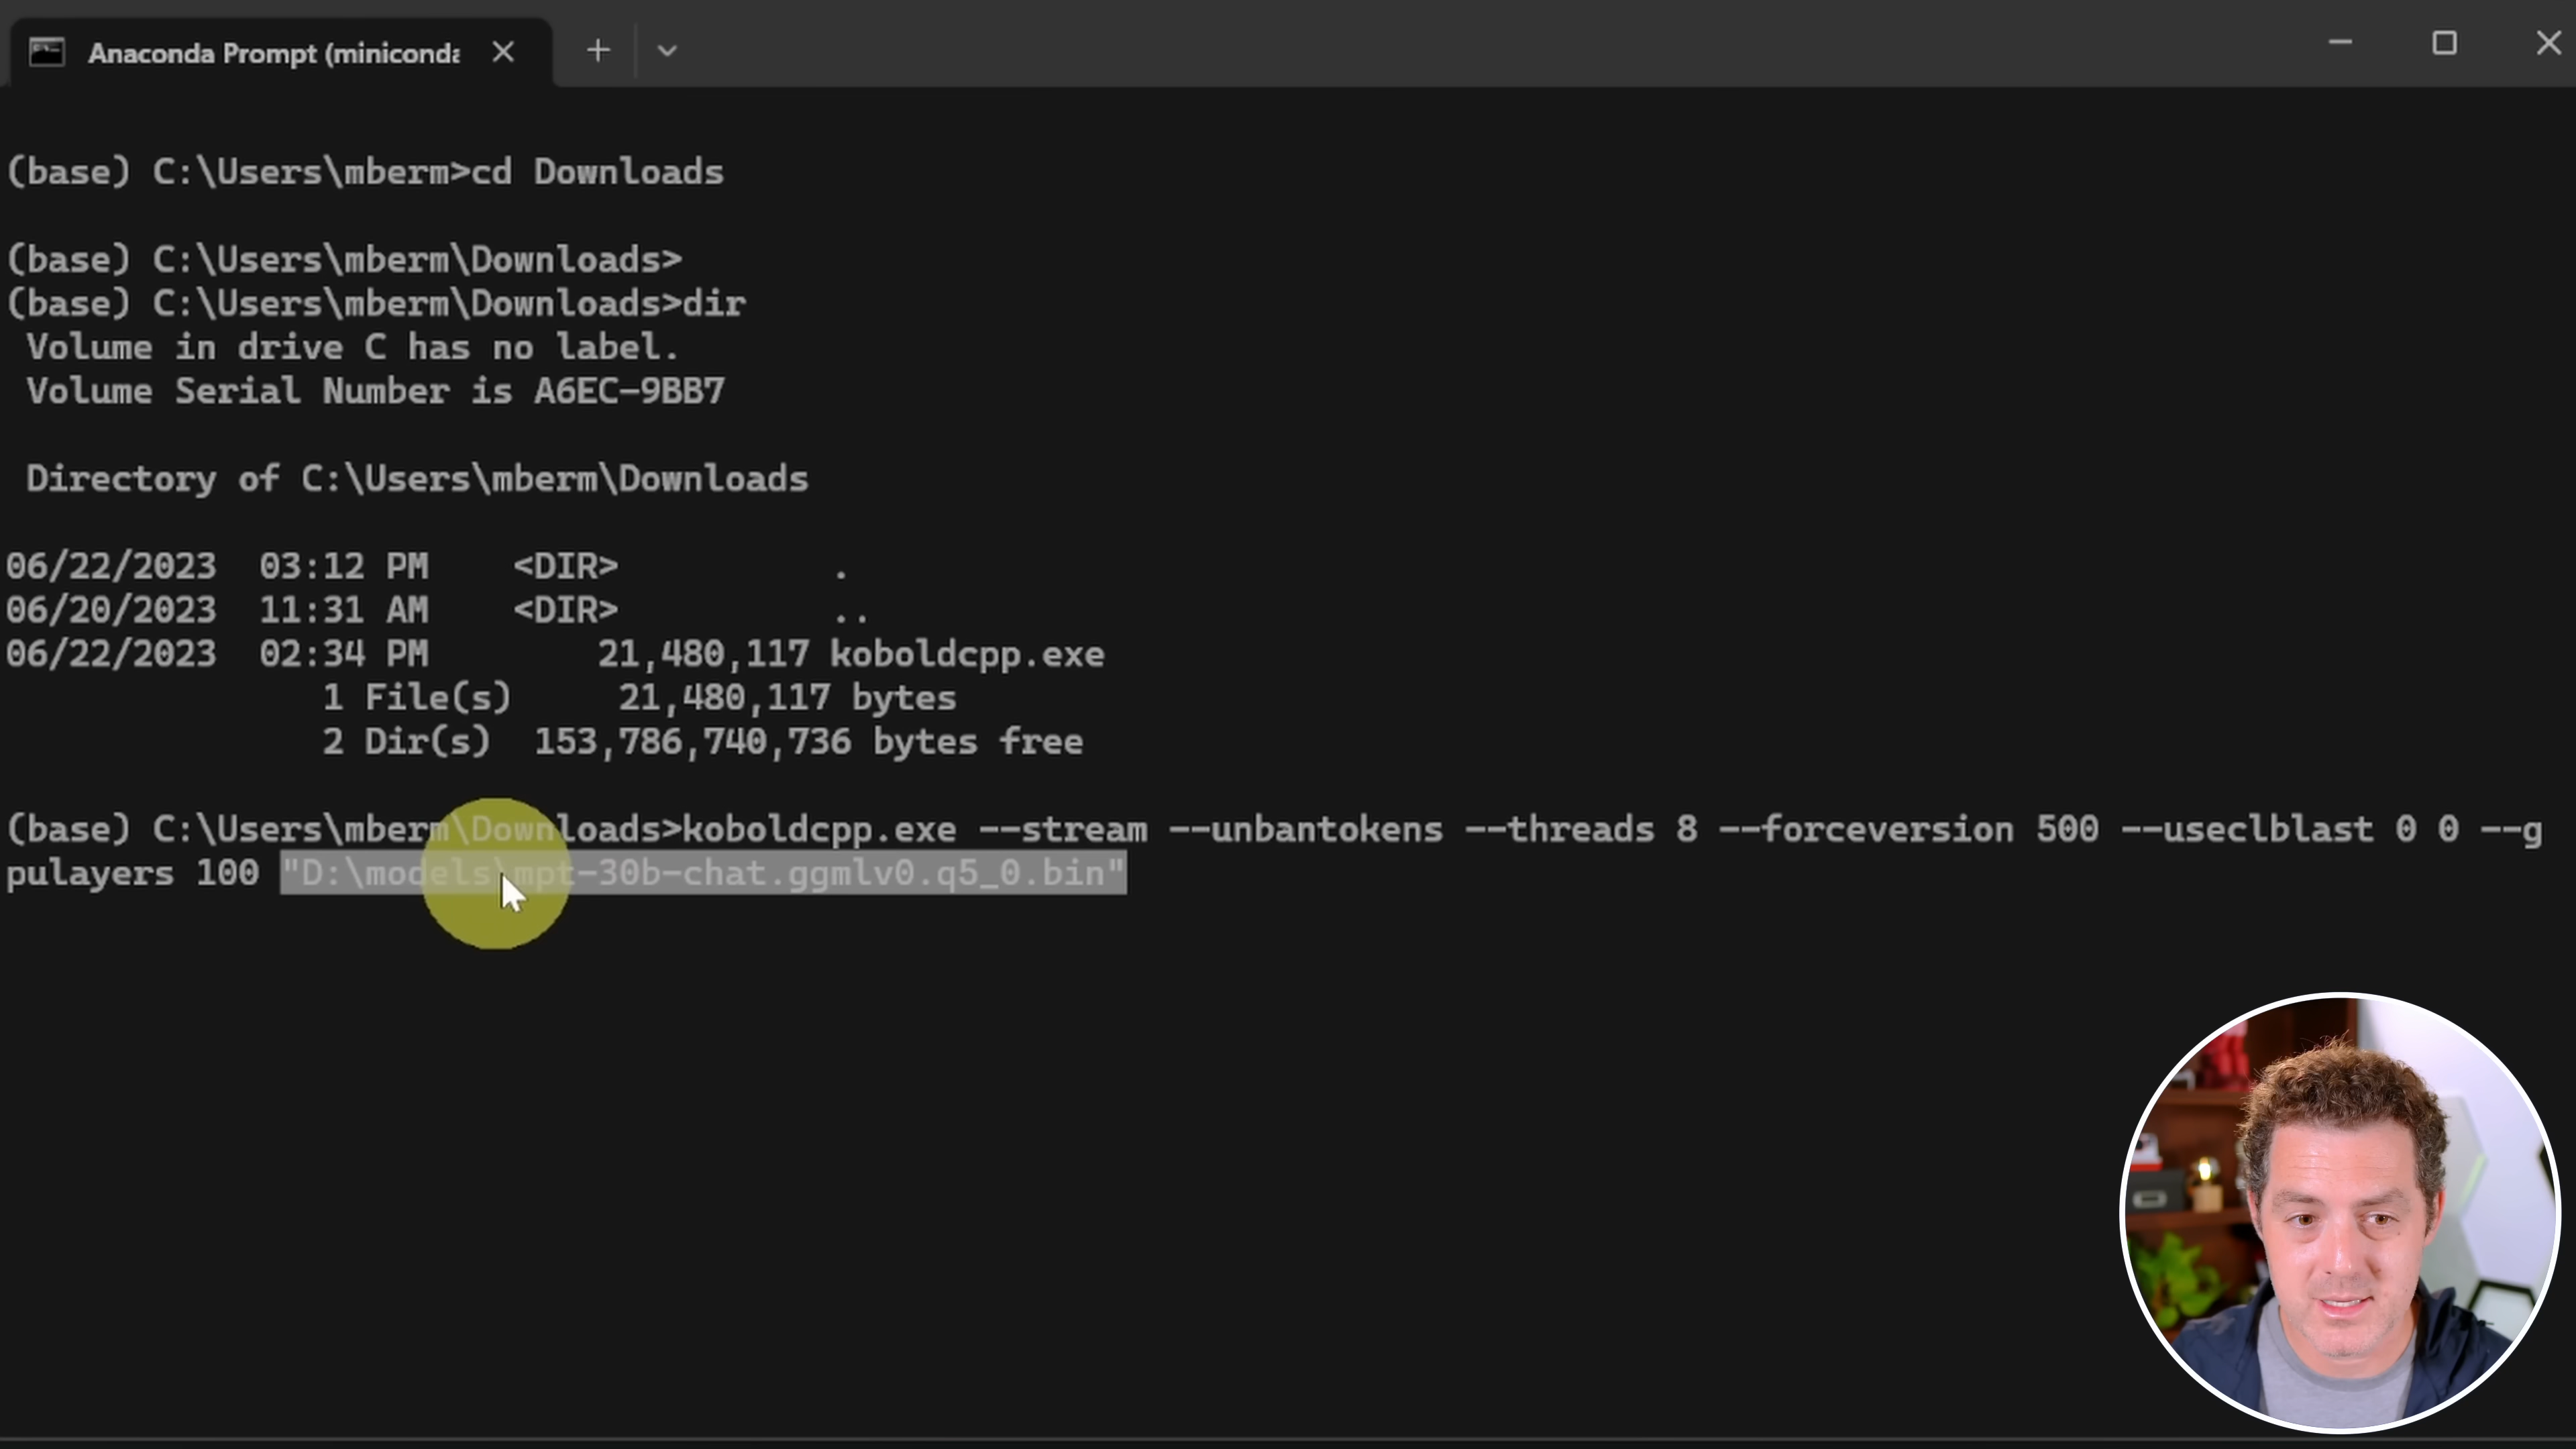 Anaconda Prompt (miniconda
(base) C:\Users\mberm>cd Downloads
(base) C:\Users\mberm\Downloads>
(base) C:\Users\mberm\Downloads>dir
Volume in drive C has no label.
Volume Serial Number is A6EC-9BB7
Directory of C:\Users\mberm\Downloads
06/22/2023 03:12 PM <DIR> .
06/20/2023 11:31 AM <DIR> ..
06/22/2023 02:34 PM 21,480,117 koboldcpp.exe
1 File(s) 21,480,117 bytes
2 Dir(s) 153,786,740,736 bytes free
(base) C:\Users\mberm\Downloads>koboldcpp.exe --stream --unbantokens --threads 8 --forceversion 500 --useclblast 0 0 --g
pulayers 100 "D:\models\mpt-30b-chat.ggmlv0.q5_0.bin"